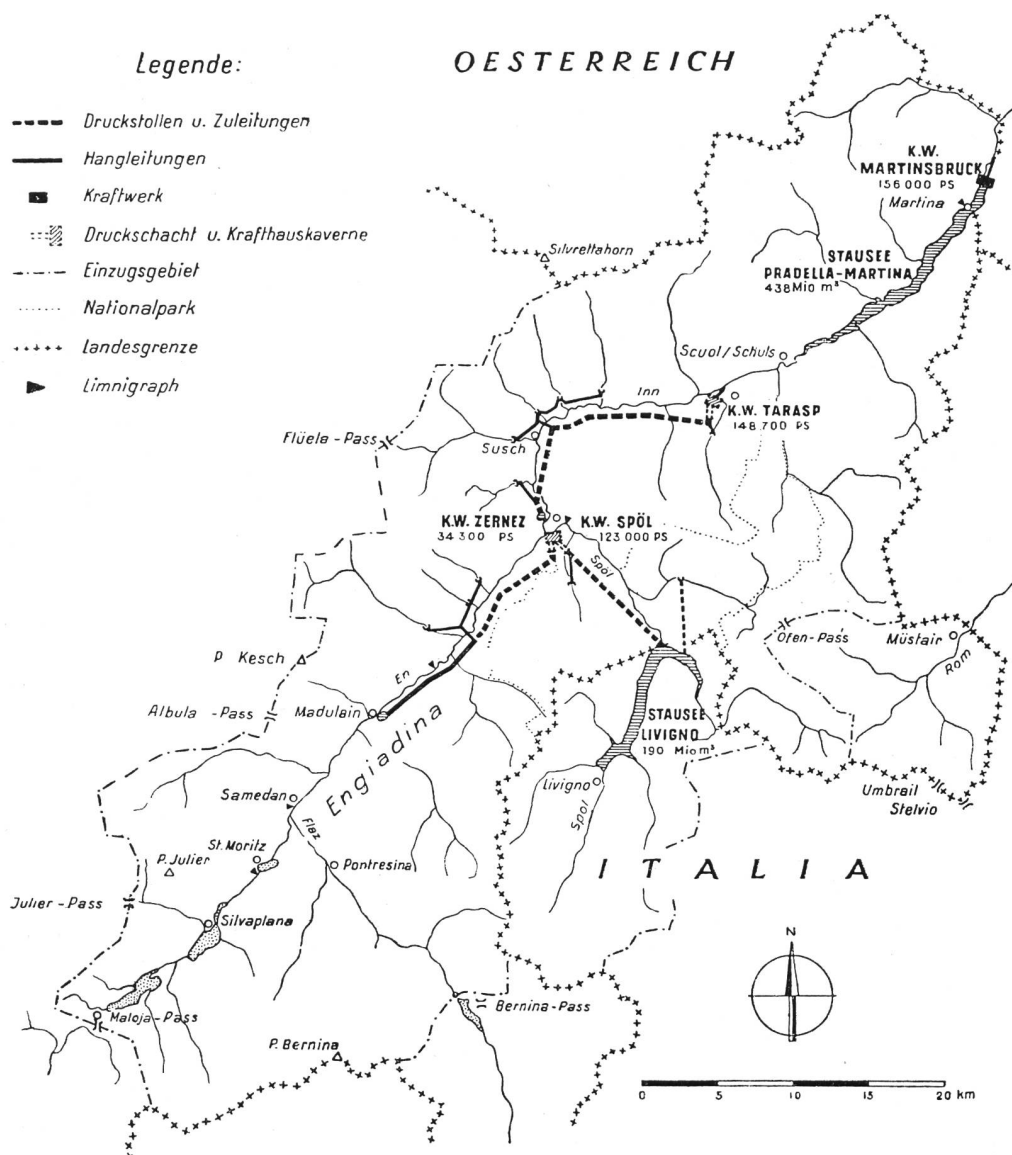 Legende:
Druckstollen u. Zuleitungen
Hangleitungen
Kraftwerk
Druckschacht u. Krafthauskaverne
Einzugsgebiet
Nationalpark
Landesgrenze
Limnigraph
OESTERREICH
K.W.
MARTINSBRUCK
156 000 PS
Martina
Silvrettahorn
STAUSEE
PRADELLA-MARTINA
438 Mio m³
Scuol/Schuls
Inn
K.W. TARASP
148.700 PS
Flüela-Pass
Susch
K.W. ZERNEZ
34 300 PS
K.W. SPÖL
123 000 PS
Spöl
Ofen-Pass
Müstair
Rom
P. Kesch
En
Albula-Pass
Madulain
STAUSEE
LIVIGNO
190 Mio m³
Engiadina
Livigno
Spöl
Umbrail
Stelvio
Samedan
Flaz
St. Moritz
P. Julier
Pontresina
ITALIA
Julier-Pass
Silvaplana
N
Maloja-Pass
Bernina-Pass
P. Bernina
0 5 10 15 20 km